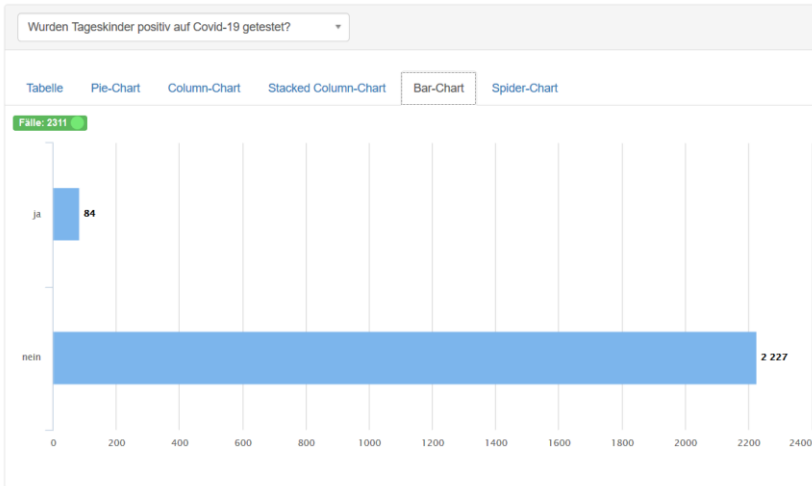 Wurden Tageskinder positiv auf Covid-19 getestet?
Tabelle Pie-Chart Column-Chart Stacked Column-Chart Bar-Chart Spider-Chart
Fälle: 2311
ja 84
nein 2 227
0 200 400 600 800 1000 1200 1400 1600 1800 2000 2200 2400